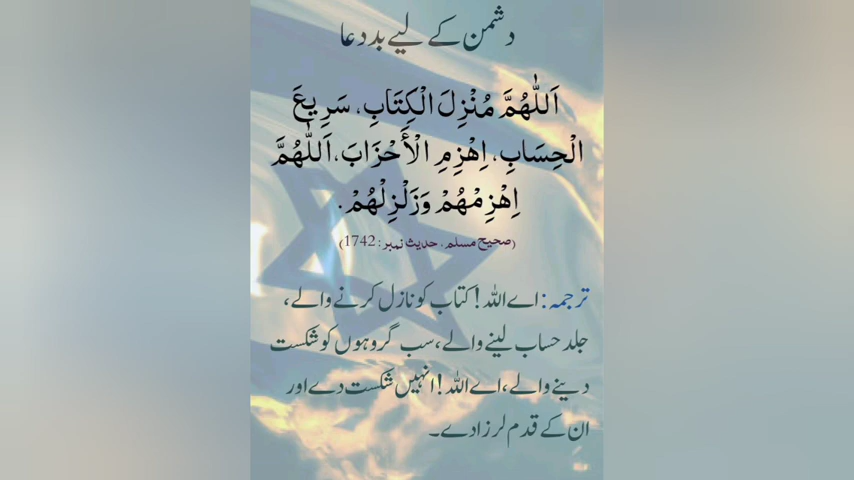 دشمن کے لیے بددعا
اَللّٰهُمَّ مُنْزِلَ الْكِتَابِ، سَرِيعَ
الْحِسَابِ، اِهْزِمِ الْأَحْزَابَ، اَللّٰهُمَّ
اِهْزِمْهُمْ وَزَلْزِلْهُمْ.
(صحیح مسلم، حدیث نمبر: 1742)
ترجمہ: اے اللہ! کتاب کو نازل کرنے والے،
جلد حساب لینے والے، سب گروہوں کو شکست
دینے والے، اے اللہ! انہیں شکست دے اور
ان کے قدم لرزا دے۔